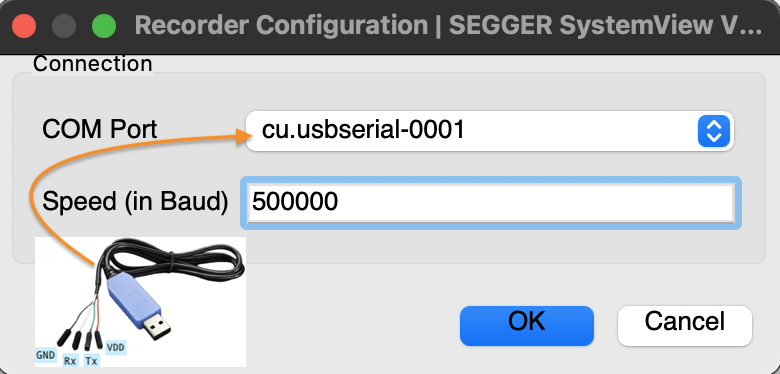 Recorder Configuration | SEGGER SystemView V...
Connection
COM Port
cu.usbserial-0001
Speed (in Baud)
500000
GND
Rx
Tx
VDD
OK
Cancel